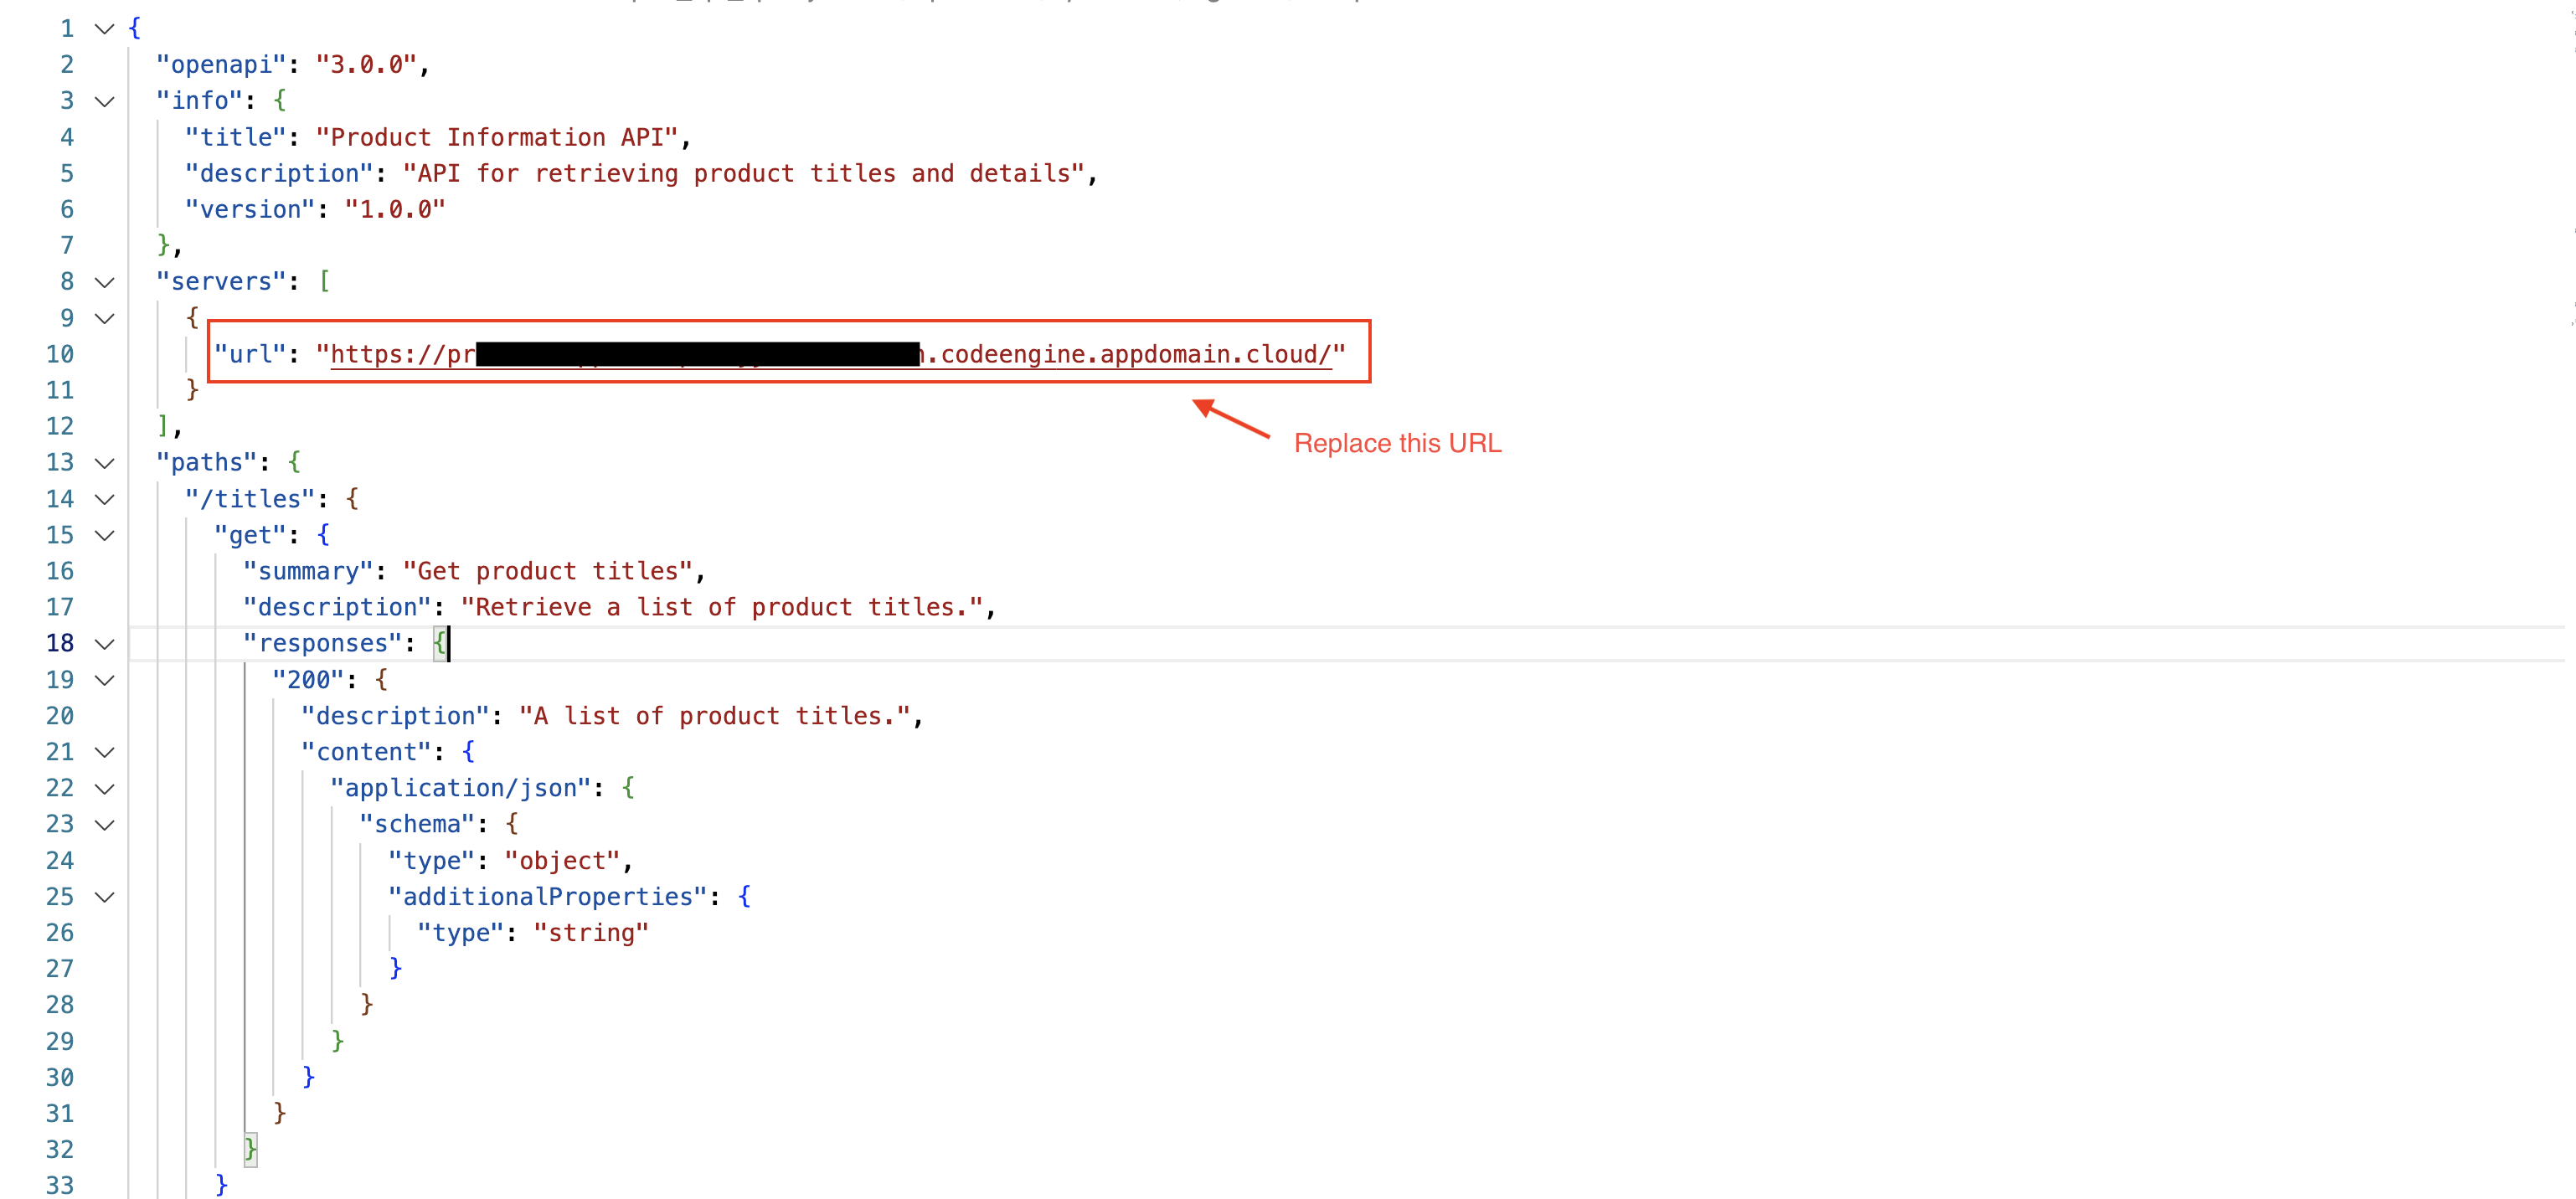 1 {
2 "openapi": "3.0.0",
3 "info": {
4 "title": "Product Information API",
5 "description": "API for retrieving product titles and details",
6 "version": "1.0.0"
7 },
8 "servers": [
9 {
10 "url": "https://pr .codeengine.appdomain.cloud/"
11 }
Replace this URL
12 ],
13 "paths": {
14 "/titles": {
15 "get": {
16 "summary": "Get product titles",
17 "description": "Retrieve a list of product titles.",
18 "responses": {
19 "200": {
20 "description": "A list of product titles.",
21 "content": {
22 "application/json": {
23 "schema": {
24 "type": "object",
25 "additionalProperties": {
26 "type": "string"
27 }
28 }
29 }
30 }
31 }
32 }
33 }